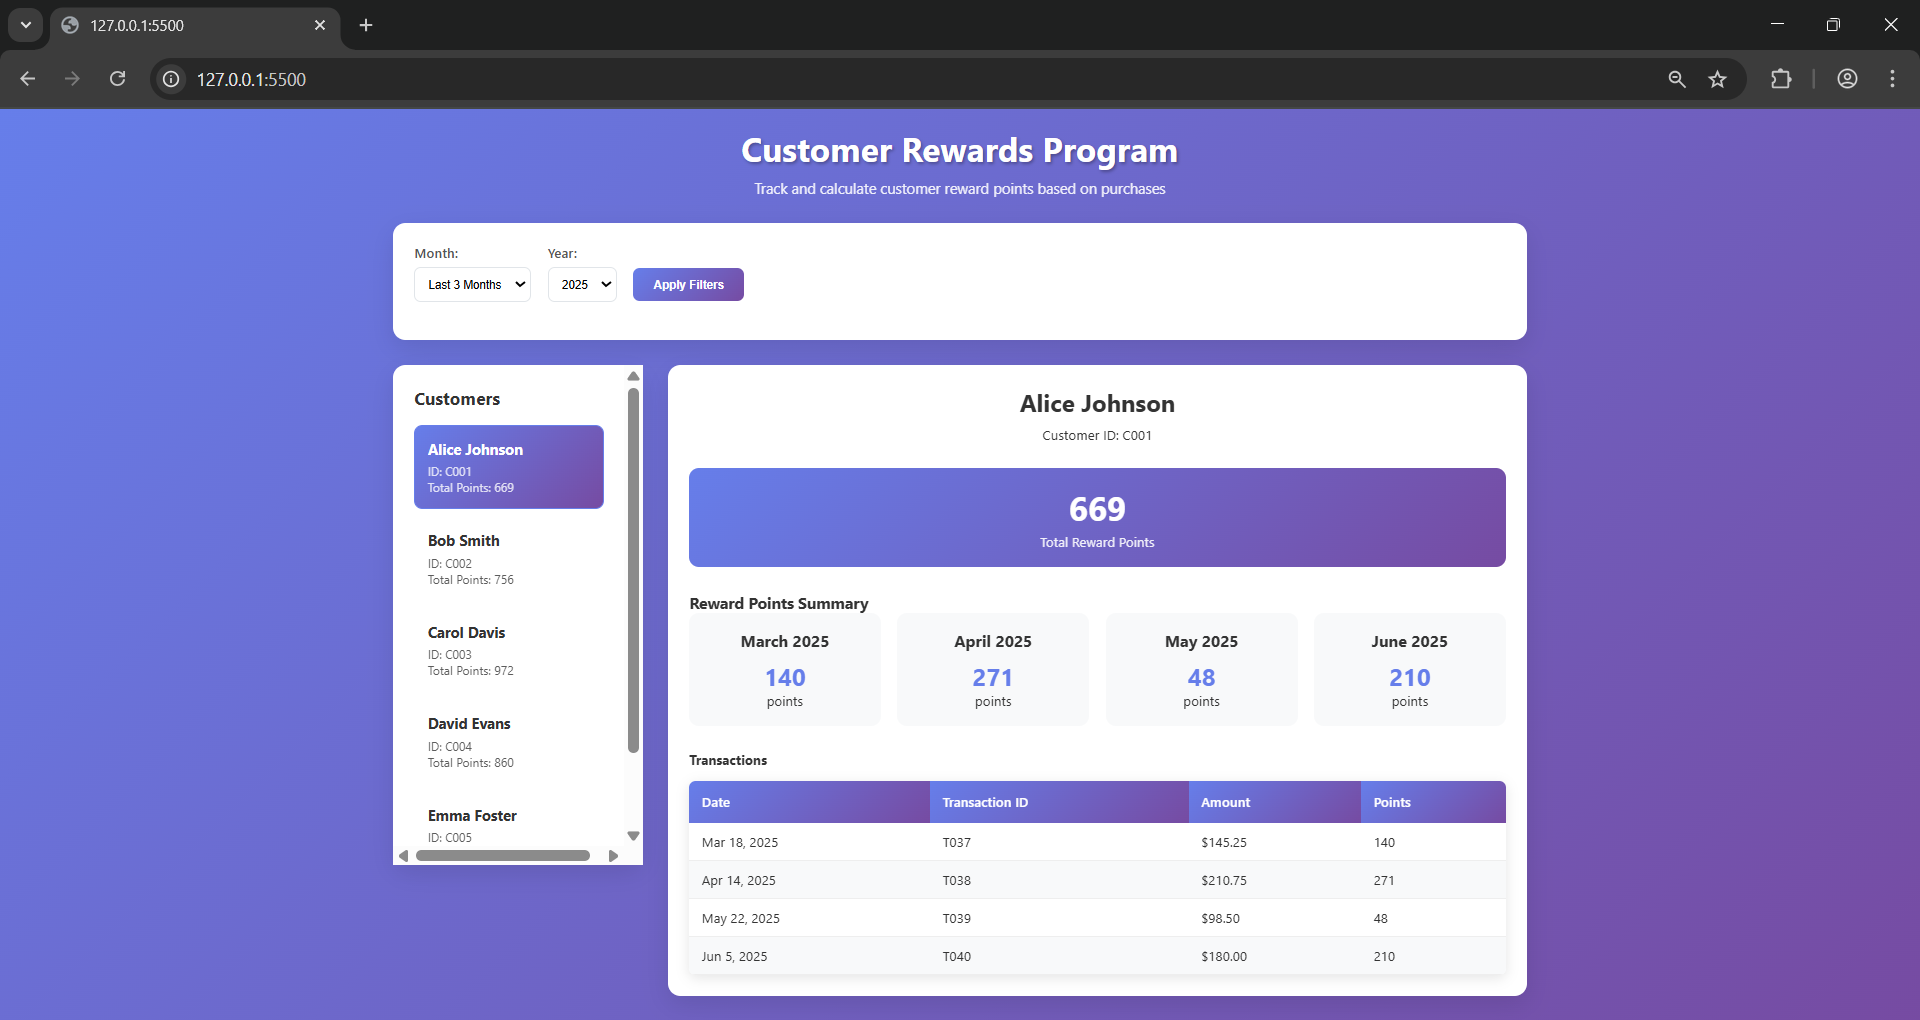 127.0.0.1:5500
127.0.0.1:5500
Customer Rewards Program
Track and calculate customer reward points based on purchases
Month:
Year:
Last 3 Months
2025
Apply Filters
Customers
Alice Johnson
ID: C001
Total Points: 669
Bob Smith
ID: C002
Total Points: 756
Carol Davis
ID: C003
Total Points: 972
David Evans
ID: C004
Total Points: 860
Emma Foster
ID: C005
Alice Johnson
Customer ID: C001
669
Total Reward Points
Reward Points Summary
March 2025
140
points
April 2025
271
points
May 2025
48
points
June 2025
210
points
Transactions
Date Transaction ID Amount Points
Mar 18, 2025 T037 $145.25 140
Apr 14, 2025 T038 $210.75 271
May 22, 2025 T039 $98.50 48
Jun 5, 2025 T040 $180.00 210